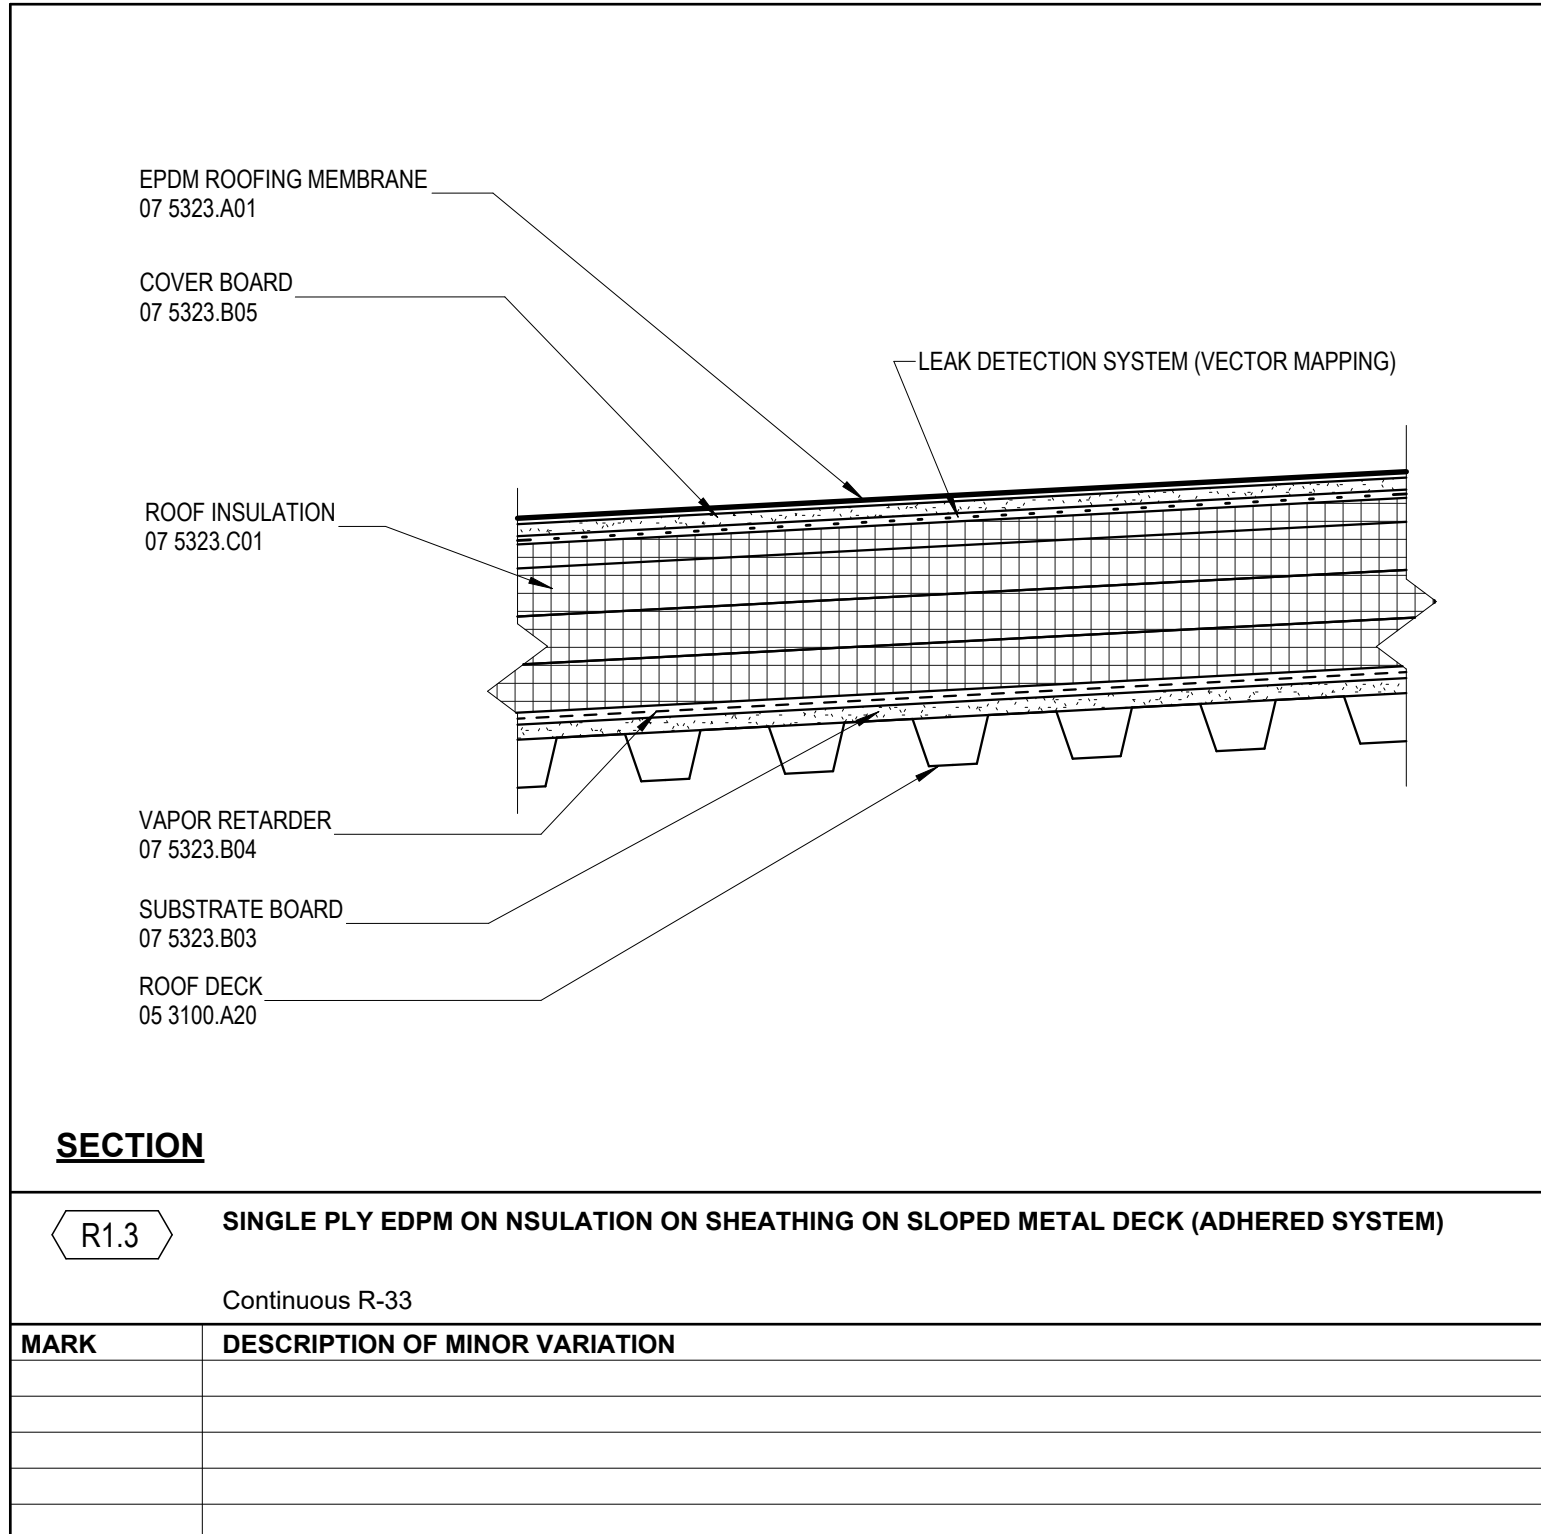 EPDM ROOFING MEMBRANE
07 5323.A01
COVER BOARD
07 5323.B05
LEAK DETECTION SYSTEM (VECTOR MAPPING)
ROOF INSULATION
07 5323.C01
VAPOR RETARDER
07 5323.B04
SUBSTRATE BOARD
07 5323.B03
ROOF DECK
05 3100.A20
SECTION
R1.3
SINGLE PLY EDPM ON NSULATION ON SHEATHING ON SLOPED METAL DECK (ADHERED SYSTEM)
Continuous R-33
MARK
DESCRIPTION OF MINOR VARIATION